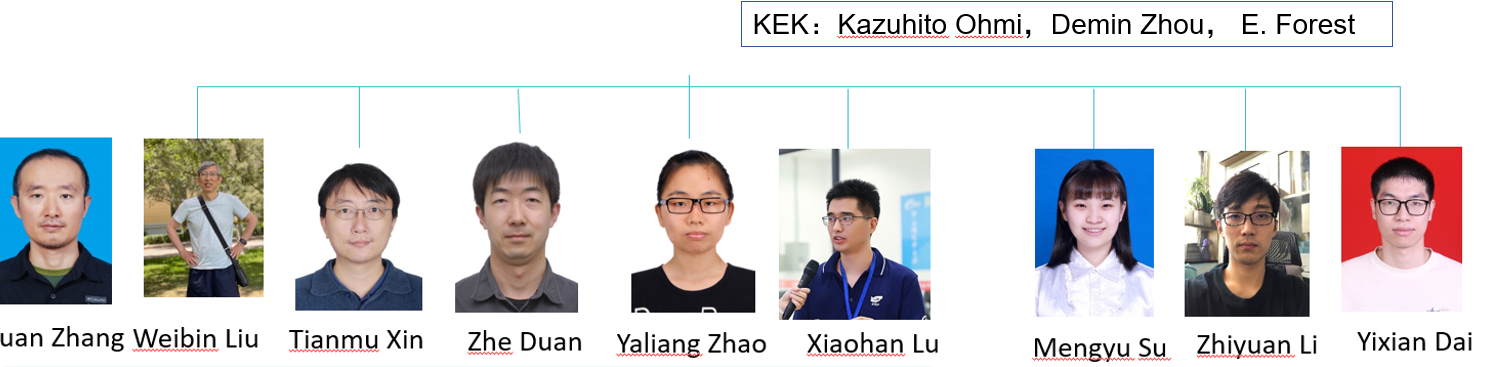 KEK：Kazuhito Ohmi，Demin Zhou， E. Forest
uan Zhang Weibin Liu Tianmu Xin Zhe Duan Yaliang Zhao Xiaohan Lu Mengyu Su Zhiyuan Li Yixian Dai